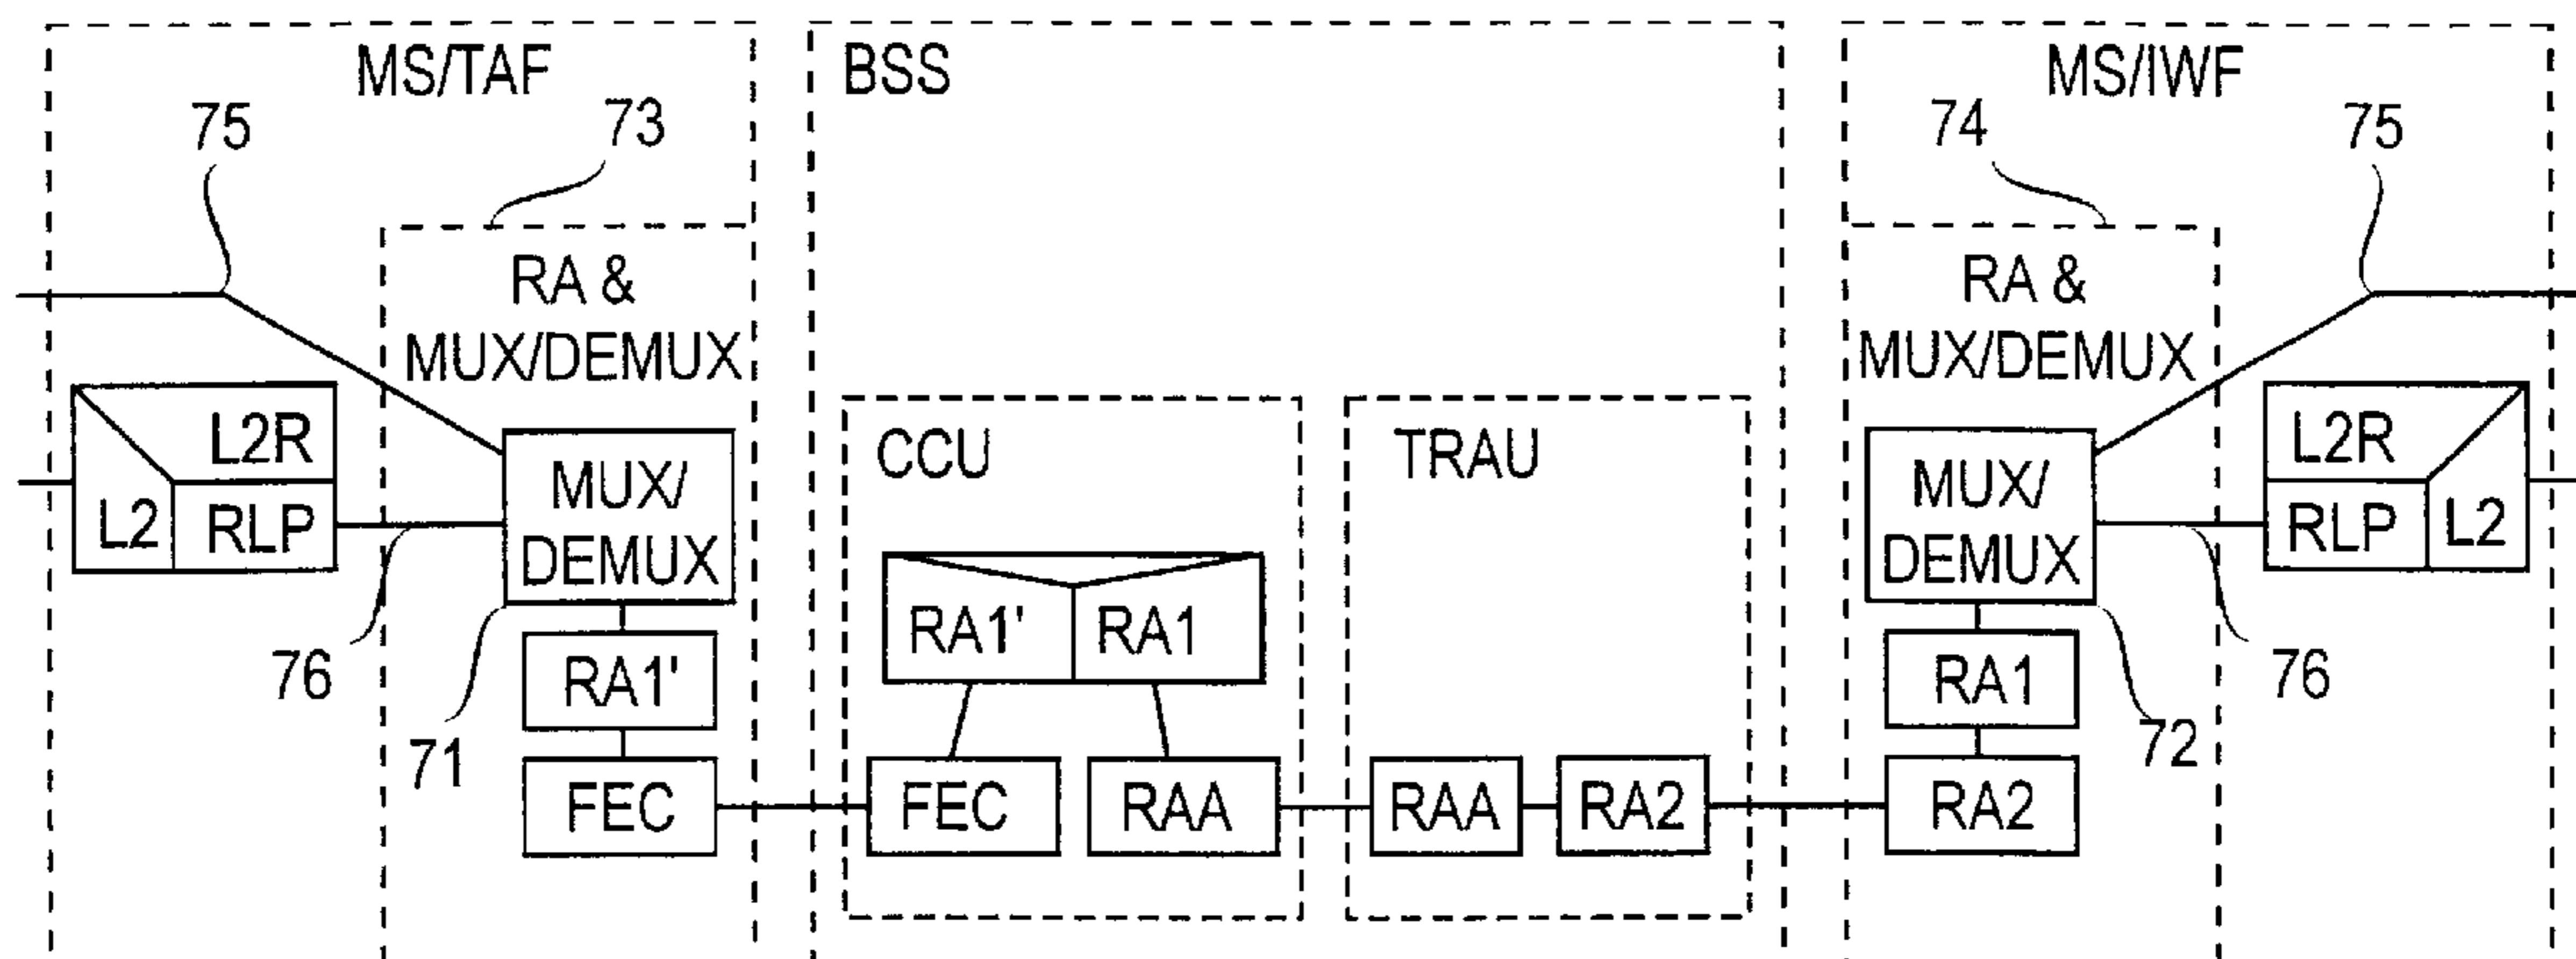 MS/TAF
BSS
MS/IWF
75
73
74
75
RA &
MUX/DEMUX
RA &
MUX/DEMUX
L2R
L2
RLP
MUX/
DEMUX
CCU
TRAU
MUX/
DEMUX
L2R
RLP
L2
76
71
RA1'
FEC
RA1'
RA1
FEC
RAA
RAA
RA2
RA1
RA2
72
76